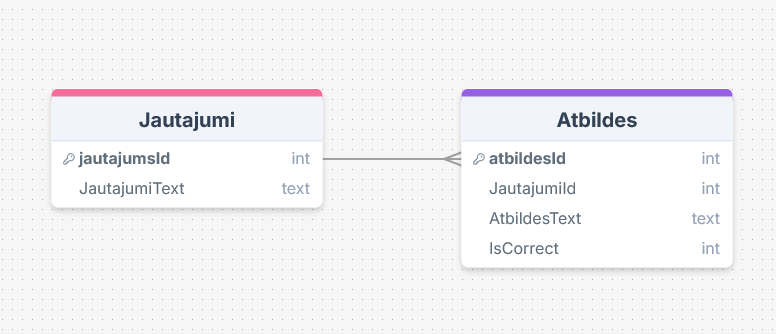 Jautajumi
jautajumsId int
JautajumiText text
Atbildes
atbildesId int
JautajumiId int
AtbildesText text
IsCorrect int